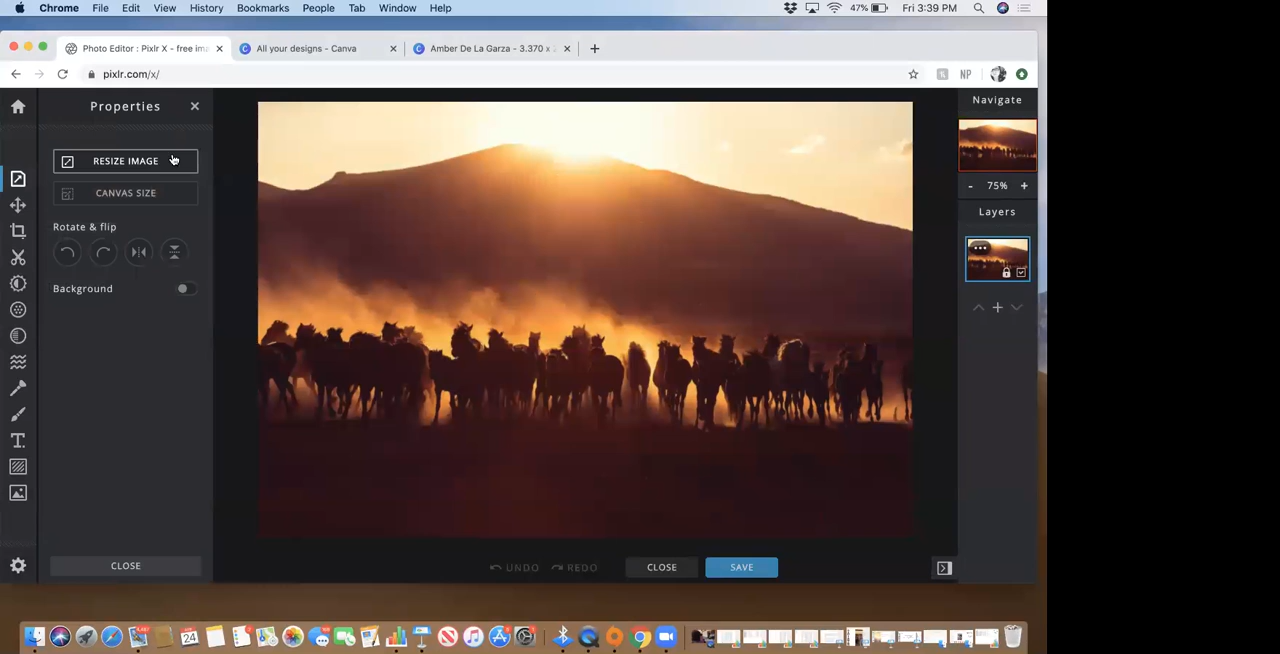 Chrome File Edit View History Bookmarks People Tab Window Help 47% Fri 3:39 PM
Photo Editor : Pixlr X - free ima All your designs - Canva Amber De La Garza - 3.370 x
pixlr.com/x/ NP
Properties
Navigate
RESIZE IMAGE
CANVAS SIZE
- 75% +
Layers
Rotate & flip
Background
T.
CLOSE
UNDO REDO CLOSE SAVE
24